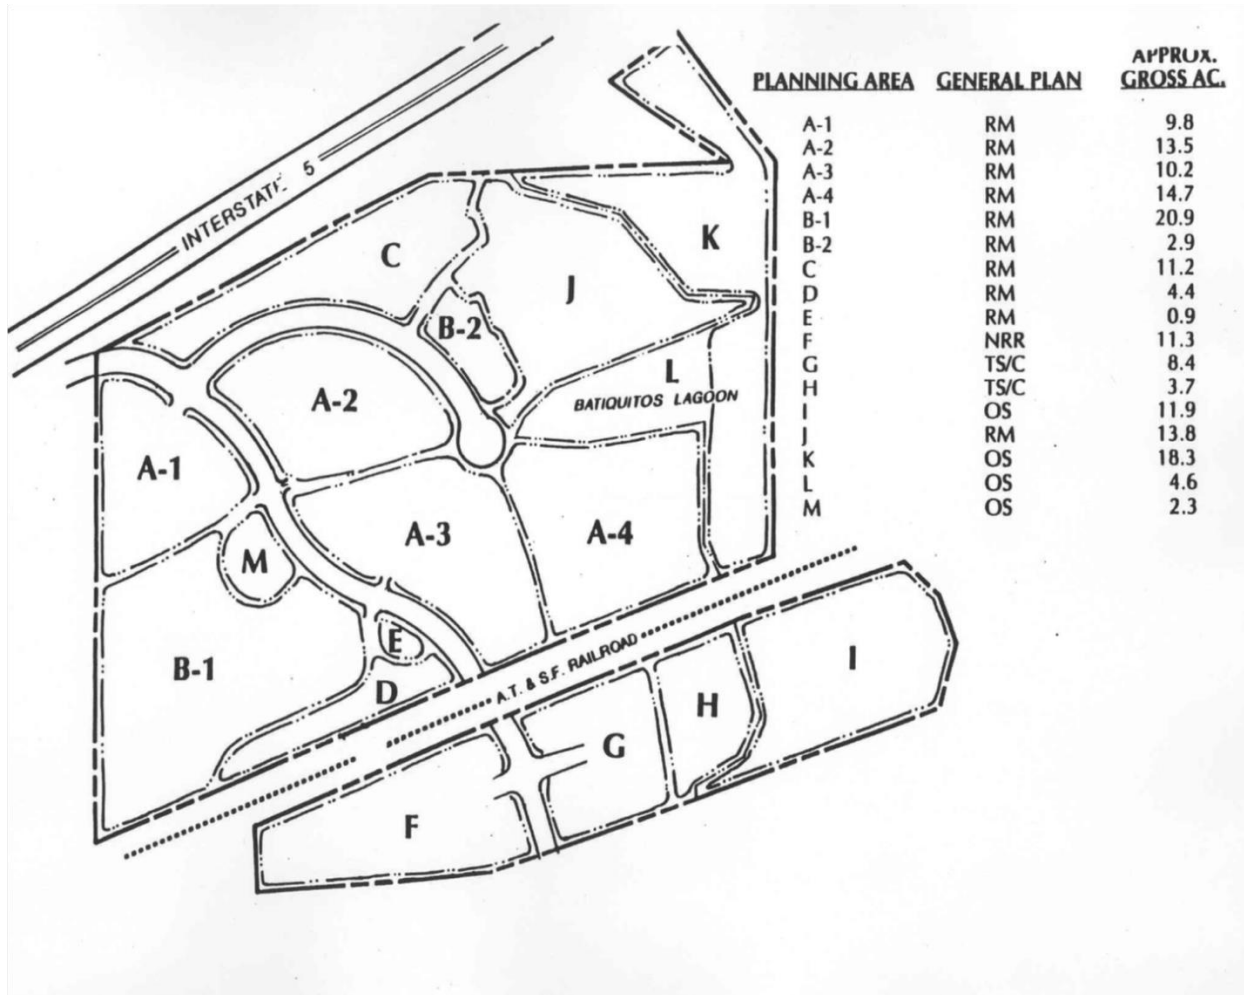 APPROX.
PLANNING AREA GENERAL PLAN GROSS AC.
A-1 RM 9.8
A-2 RM 13.5
A-3 RM 10.2
A-4 RM 14.7
B-1 RM 20.9
B-2 RM 2.9
C RM 11.2
D RM 4.4
E RM 0.9
F NRR 11.3
G TS/C 8.4
H TS/C 3.7
I OS 11.9
J RM 13.8
K OS 18.3
L OS 4.6
M OS 2.3
INTERSTATE 5
K
C
J
B-2
L
BATIQUITOS LAGOON
A-2
A-1
A-3
A-4
M
E
B-1
D
A.T. & S.F. RAILROAD
I
H
G
F